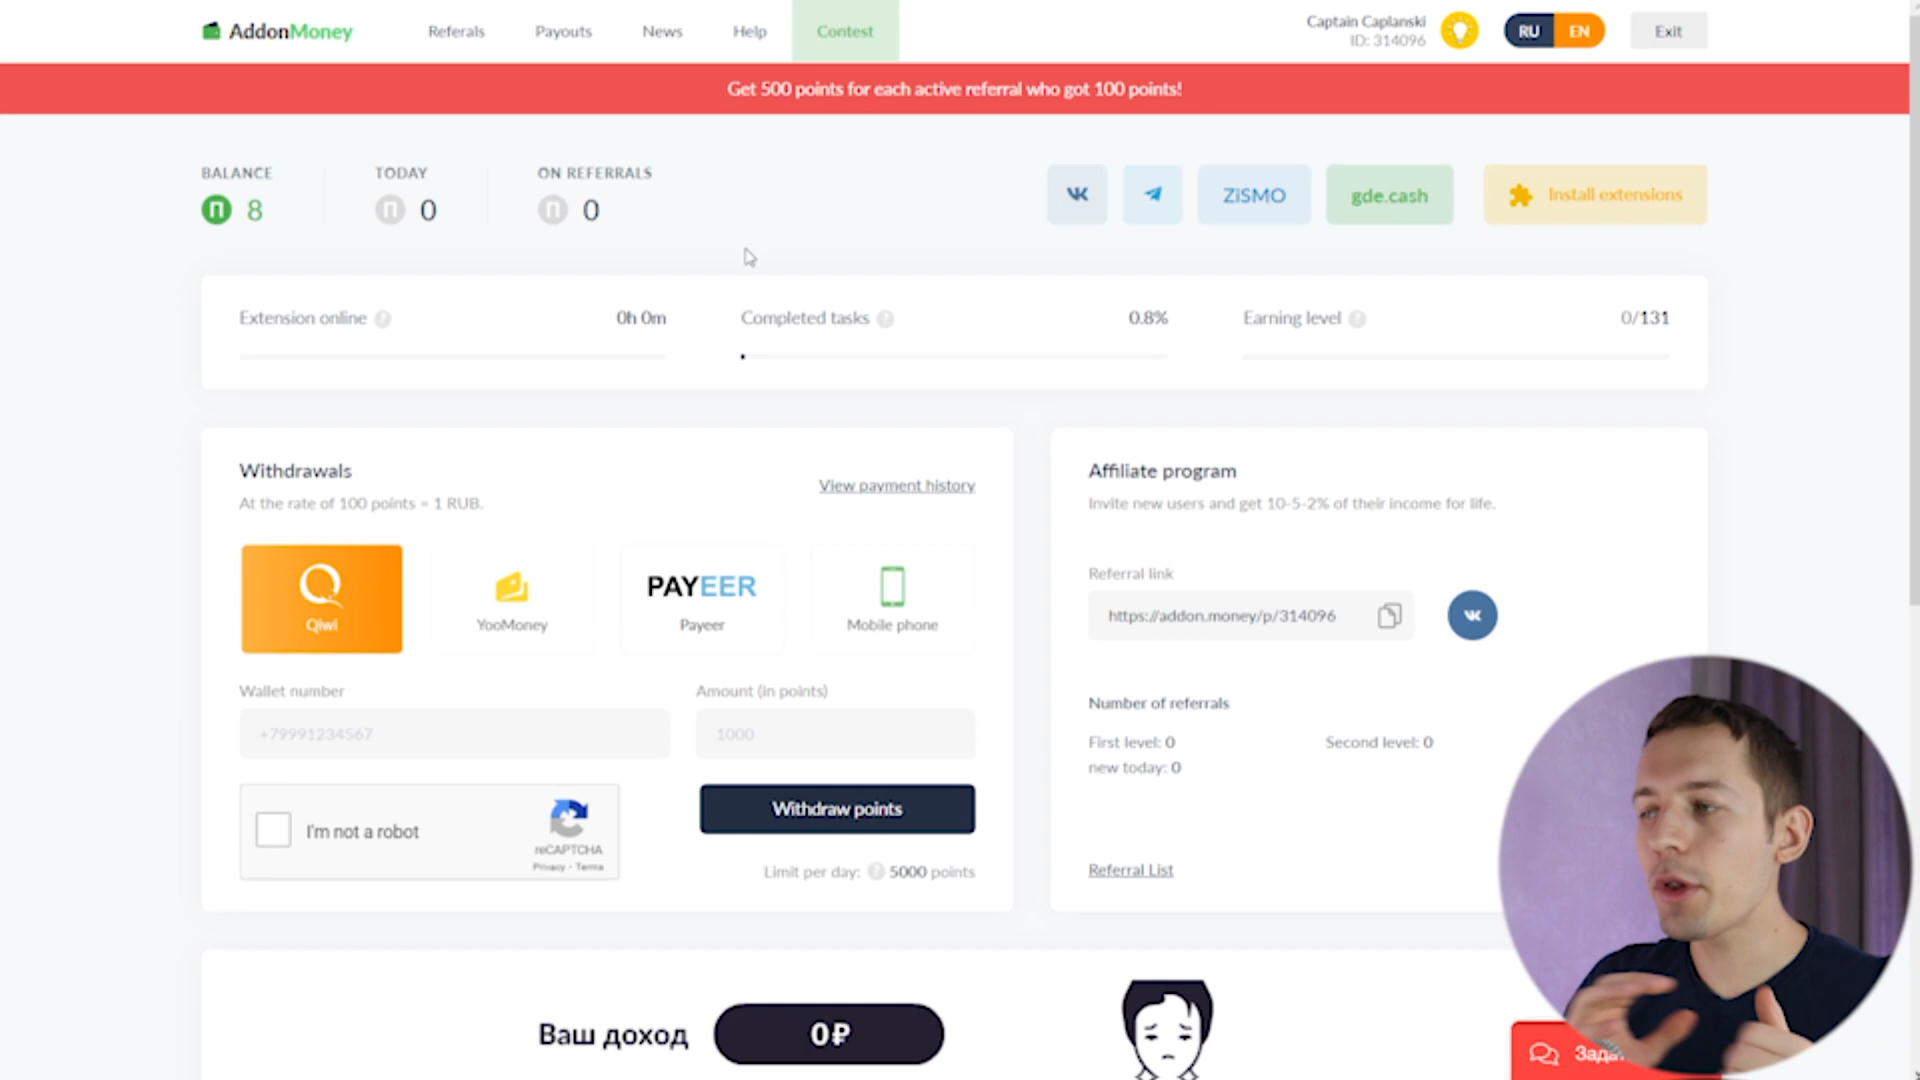 AddonMoney
Referals
Payouts
News
Help
Contest
Captain Caplanski
ID: 314096
RU
EN
Exit
Get 500 points for each active referral who got 100 points!
BALANCE
8
TODAY
0
ON REFERRALS
0
ZiSMO
gde.cash
Install extensions
Extension online ?
0h 0m
Completed tasks ?
0.8%
Earning level ?
0/131
Withdrawals
At the rate of 100 points = 1 RUB.
View payment history
Qiwi
YooMoney
PAYEER
Payeer
Mobile phone
Wallet number
+79991234567
Amount (in points)
1000
I'm not a robot
reCAPTCHA
Privacy - Terms
Withdraw points
Limit per day: ? 5000 points
Affiliate program
Invite new users and get 10-5-2% of their income for life.
Referral link
https://addon.money/p/314096
Number of referrals
First level: 0
Second level: 0
new today: 0
Referral List
Ваш доход
0₽